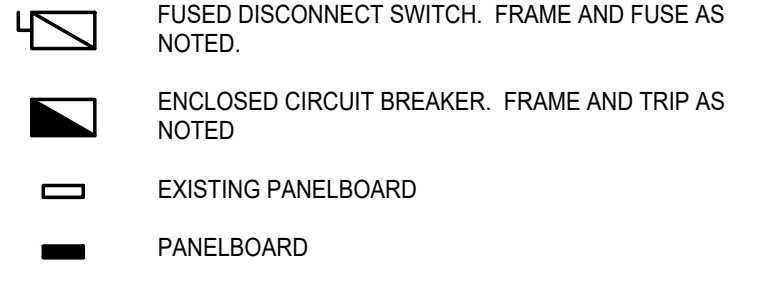 FUSED DISCONNECT SWITCH. FRAME AND FUSE AS
NOTED.
ENCLOSED CIRCUIT BREAKER. FRAME AND TRIP AS
NOTED
EXISTING PANELBOARD
PANELBOARD